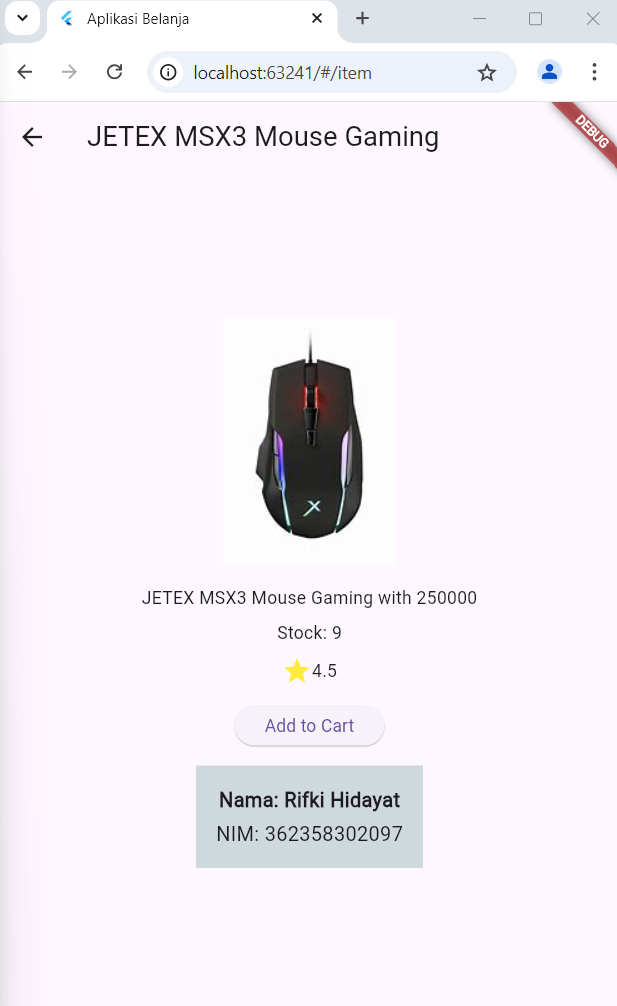 Aplikasi Belanja
localhost:63241/#/item
JETEX MSX3 Mouse Gaming
DEBUG
X
JETEX MSX3 Mouse Gaming with 250000
Stock: 9
4.5
Add to Cart
Nama: Rifki Hidayat
NIM: 362358302097